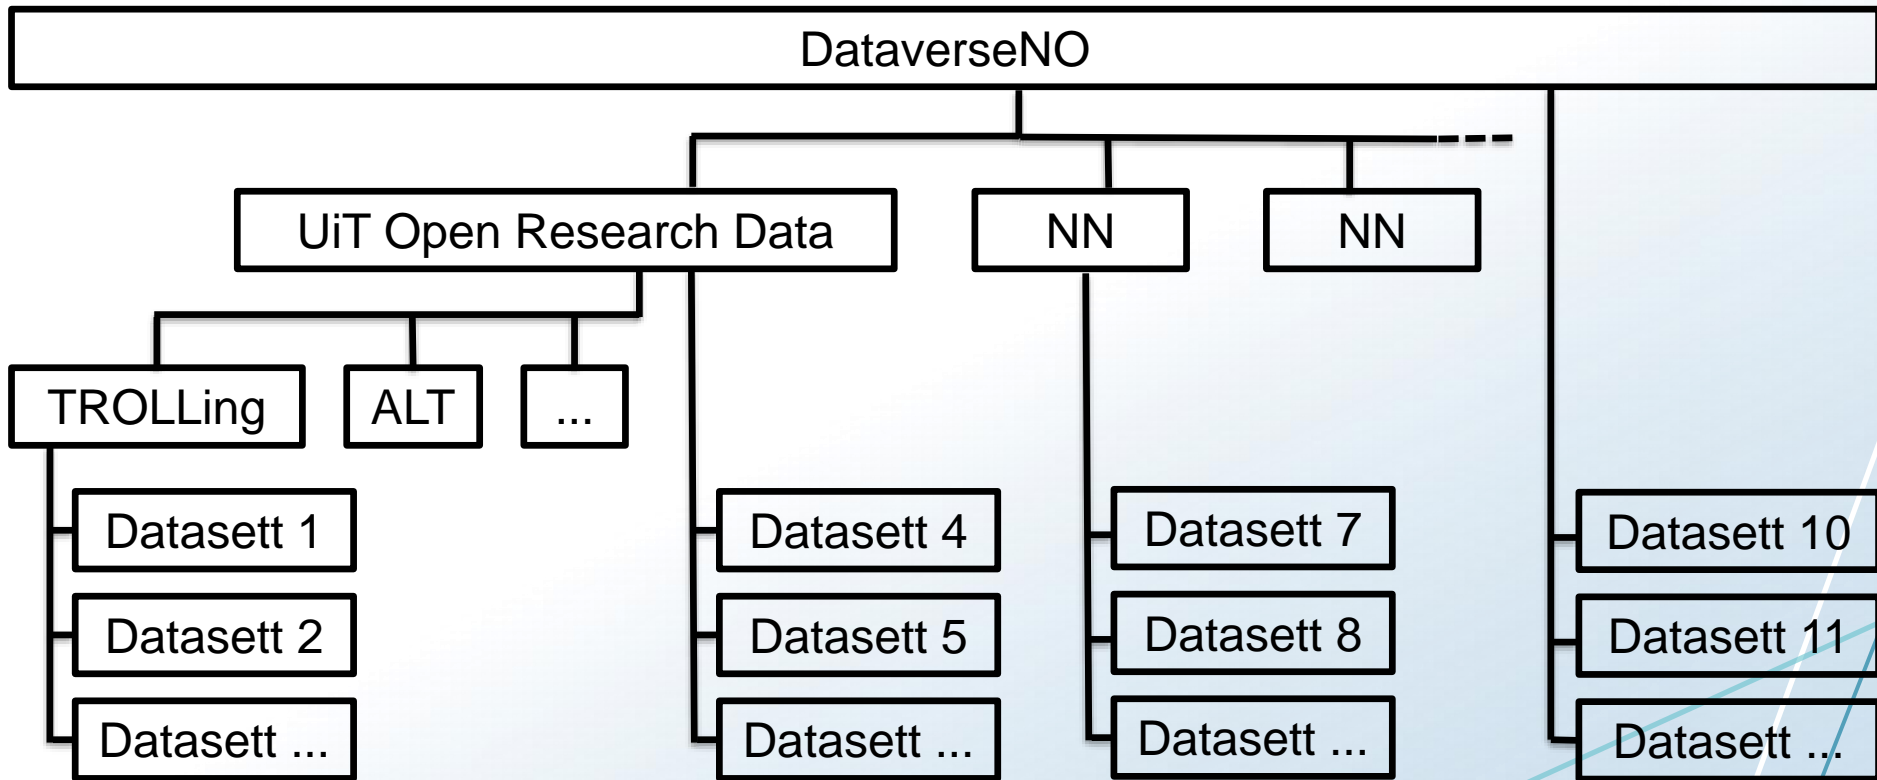 DataverseNO
UiT Open Research Data
NN
NN
TROLLing
ALT
...
Datasett 1
Datasett 2
Datasett ...
Datasett 4
Datasett 5
Datasett ...
Datasett 7
Datasett 8
Datasett ...
Datasett 10
Datasett 11
Datasett ...